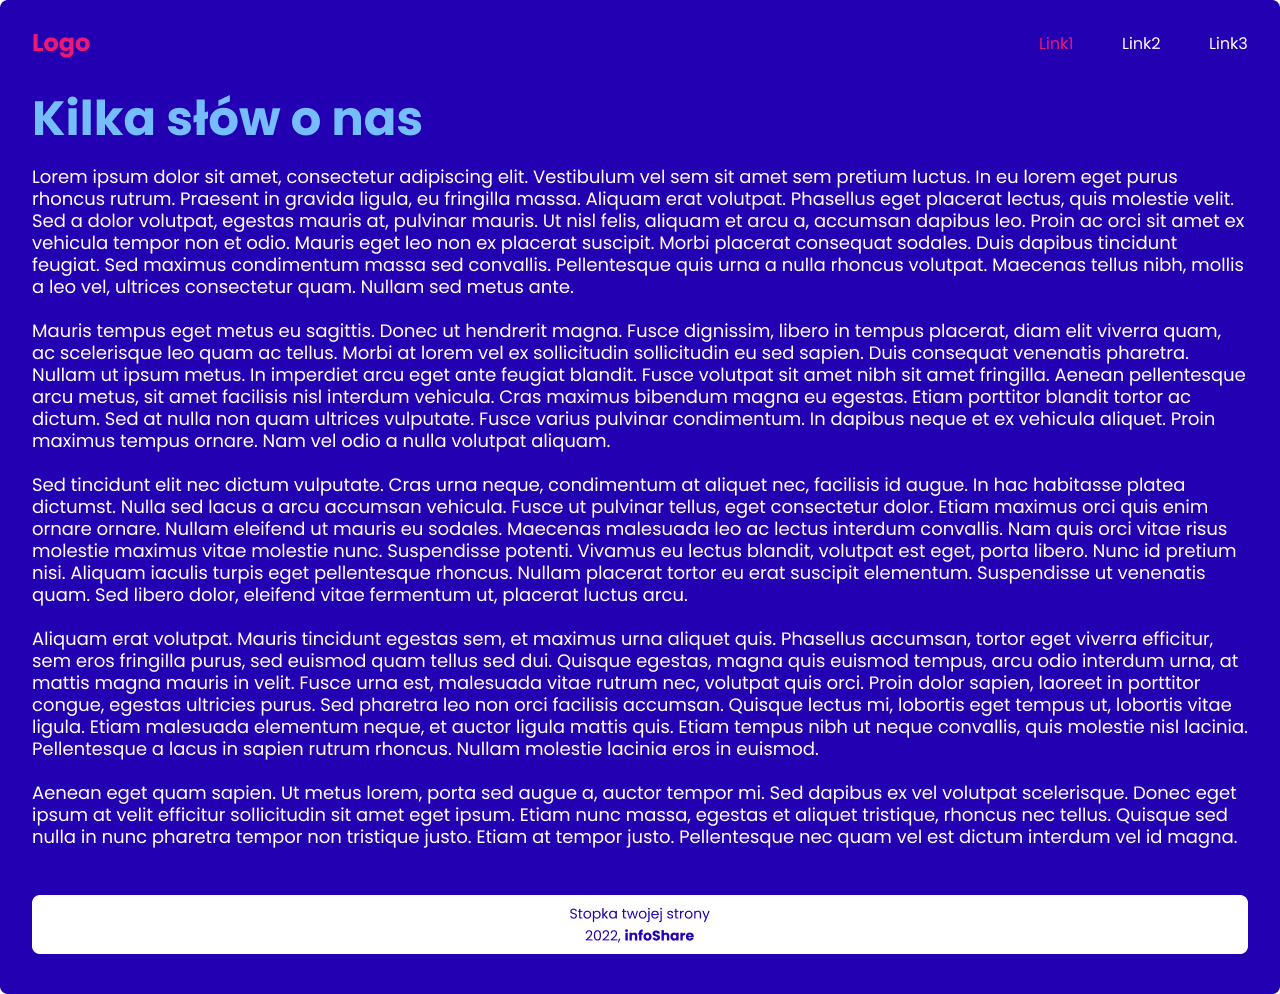 Logo
Link1 Link2 Link3
Kilka słów o nas
Lorem ipsum dolor sit amet, consectetur adipiscing elit. Vestibulum vel sem sit amet sem pretium luctus. In eu lorem eget purus
rhoncus rutrum. Praesent in gravida ligula, eu fringilla massa. Aliquam erat volutpat. Phasellus eget placerat lectus, quis molestie velit.
Sed a dolor volutpat, egestas mauris at, pulvinar mauris. Ut nisl felis, aliquam et arcu a, accumsan dapibus leo. Proin ac orci sit amet ex
vehicula tempor non et odio. Mauris eget leo non ex placerat suscipit. Morbi placerat consequat sodales. Duis dapibus tincidunt
feugiat. Sed maximus condimentum massa sed convallis. Pellentesque quis urna a nulla rhoncus volutpat. Maecenas tellus nibh, mollis
a leo vel, ultrices consectetur quam. Nullam sed metus ante.
Mauris tempus eget metus eu sagittis. Donec ut hendrerit magna. Fusce dignissim, libero in tempus placerat, diam elit viverra quam,
ac scelerisque leo quam ac tellus. Morbi at lorem vel ex sollicitudin sollicitudin eu sed sapien. Duis consequat venenatis pharetra.
Nullam ut ipsum metus. In imperdiet arcu eget ante feugiat blandit. Fusce volutpat sit amet nibh sit amet fringilla. Aenean pellentesque
arcu metus, sit amet facilisis nisl interdum vehicula. Cras maximus bibendum magna eu egestas. Etiam porttitor blandit tortor ac
dictum. Sed at nulla non quam ultrices vulputate. Fusce varius pulvinar condimentum. In dapibus neque et ex vehicula aliquet. Proin
maximus tempus ornare. Nam vel odio a nulla volutpat aliquam.
Sed tincidunt elit nec dictum vulputate. Cras urna neque, condimentum at aliquet nec, facilisis id augue. In hac habitasse platea
dictumst. Nulla sed lacus a arcu accumsan vehicula. Fusce ut pulvinar tellus, eget consectetur dolor. Etiam maximus orci quis enim
ornare ornare. Nullam eleifend ut mauris eu sodales. Maecenas malesuada leo ac lectus interdum convallis. Nam quis orci vitae risus
molestie maximus vitae molestie nunc. Suspendisse potenti. Vivamus eu lectus blandit, volutpat est eget, porta libero. Nunc id pretium
nisi. Aliquam iaculis turpis eget pellentesque rhoncus. Nullam placerat tortor eu erat suscipit elementum. Suspendisse ut venenatis
quam. Sed libero dolor, eleifend vitae fermentum ut, placerat luctus arcu.
Aliquam erat volutpat. Mauris tincidunt egestas sem, et maximus urna aliquet quis. Phasellus accumsan, tortor eget viverra efficitur,
sem eros fringilla purus, sed euismod quam tellus sed dui. Quisque egestas, magna quis euismod tempus, arcu odio interdum urna, at
mattis magna mauris in velit. Fusce urna est, malesuada vitae rutrum nec, volutpat quis orci. Proin dolor sapien, laoreet in porttitor
congue, egestas ultricies purus. Sed pharetra leo non orci facilisis accumsan. Quisque lectus mi, lobortis eget tempus ut, lobortis vitae
ligula. Etiam malesuada elementum neque, et auctor ligula mattis quis. Etiam tempus nibh ut neque convallis, quis molestie nisl lacinia.
Pellentesque a lacus in sapien rutrum rhoncus. Nullam molestie lacinia eros in euismod.
Aenean eget quam sapien. Ut metus lorem, porta sed augue a, auctor tempor mi. Sed dapibus ex vel volutpat scelerisque. Donec eget
ipsum at velit efficitur sollicitudin sit amet eget ipsum. Etiam nunc massa, egestas et aliquet tristique, rhoncus nec tellus. Quisque sed
nulla in nunc pharetra tempor non tristique justo. Etiam at tempor justo. Pellentesque nec quam vel est dictum interdum vel id magna.
Stopka twojej strony
2022, infoShare